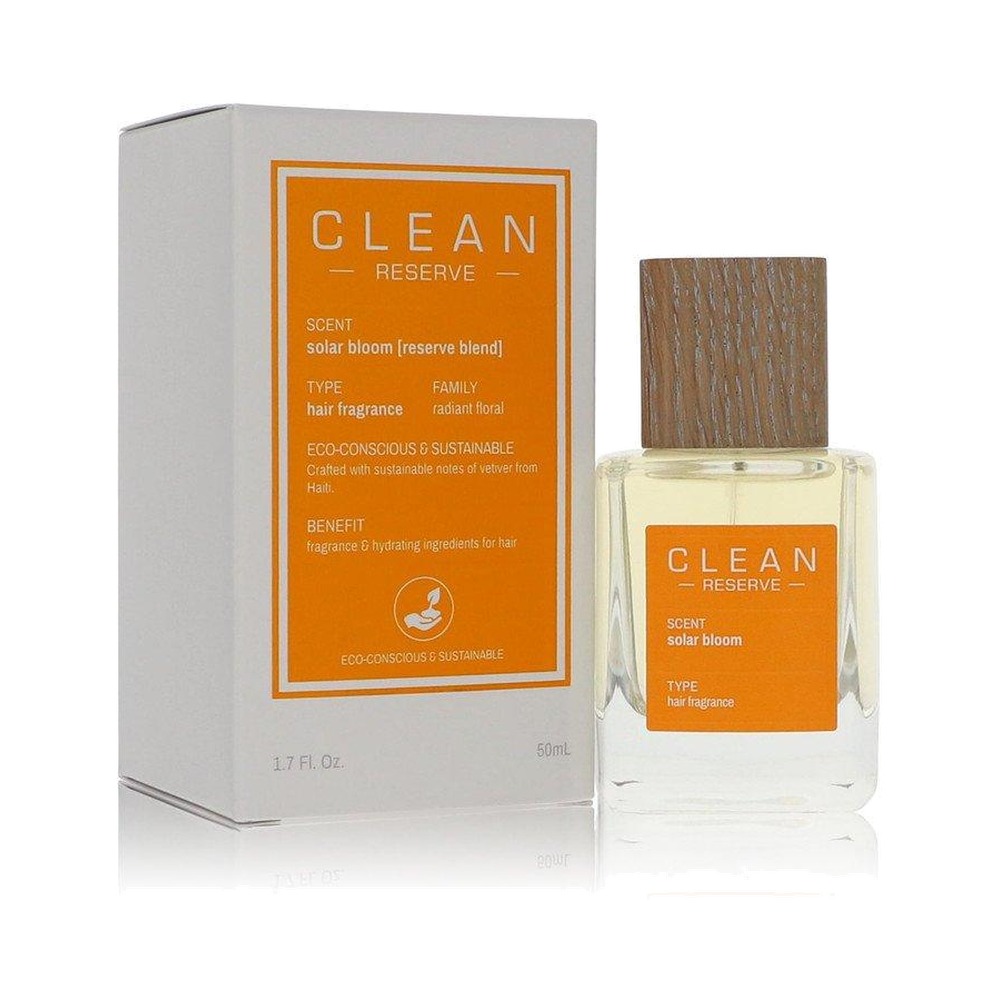 CLEAN
— RESERVE —
SCENT
solar bloom [reserve blend]
TYPE FAMILY
hair fragrance radiant floral
ECO-CONSCIOUS & SUSTAINABLE
Crafted with sustainable notes of vetiver from
Haiti.
BENEFIT
fragrance & hydrating ingredients for hair
ECO-CONSCIOUS & SUSTAINABLE
1.7 Fl. Oz. 50mL
CLEAN
— RESERVE —
SCENT
solar bloom
TYPE
hair fragrance